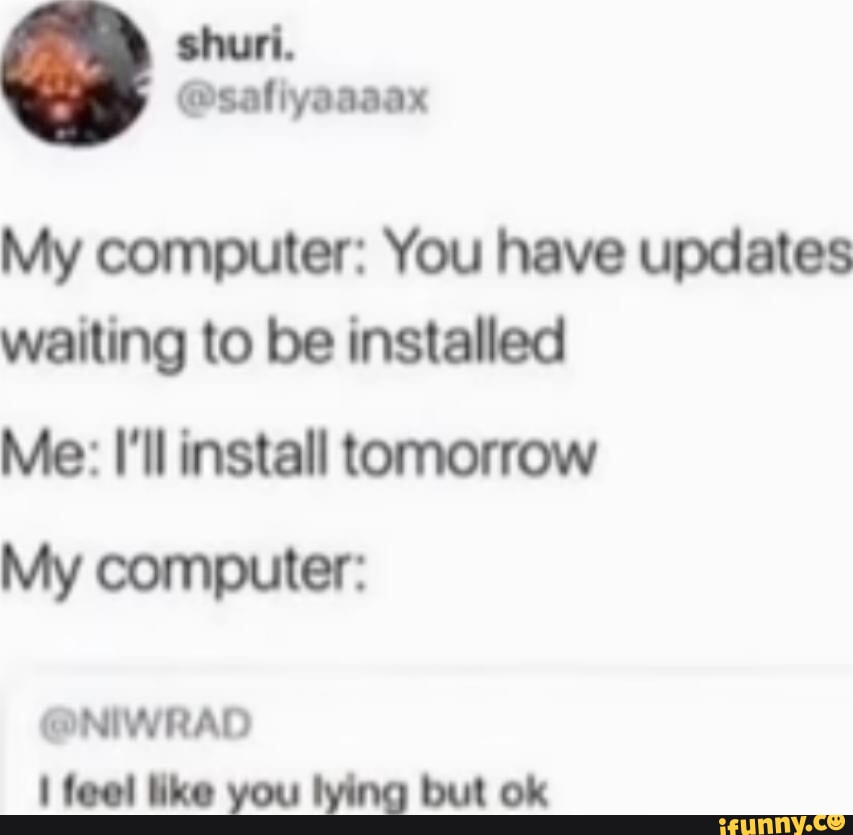 shuri.
@safiyaaaax
My computer: You have updates
waiting to be installed
Me: I'll install tomorrow
My computer:
@NIWRAD
I feel like you lying but ok
ifunny.co